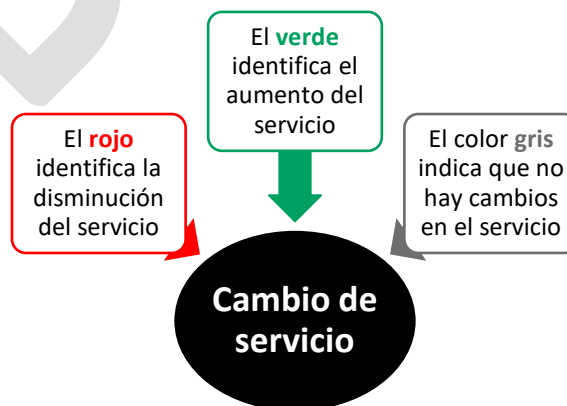 El verde
identifica el
aumento del
servicio
El rojo
identifica la
disminución
del servicio
El color gris
indica que no
hay cambios
en el servicio
Cambio de
servicio